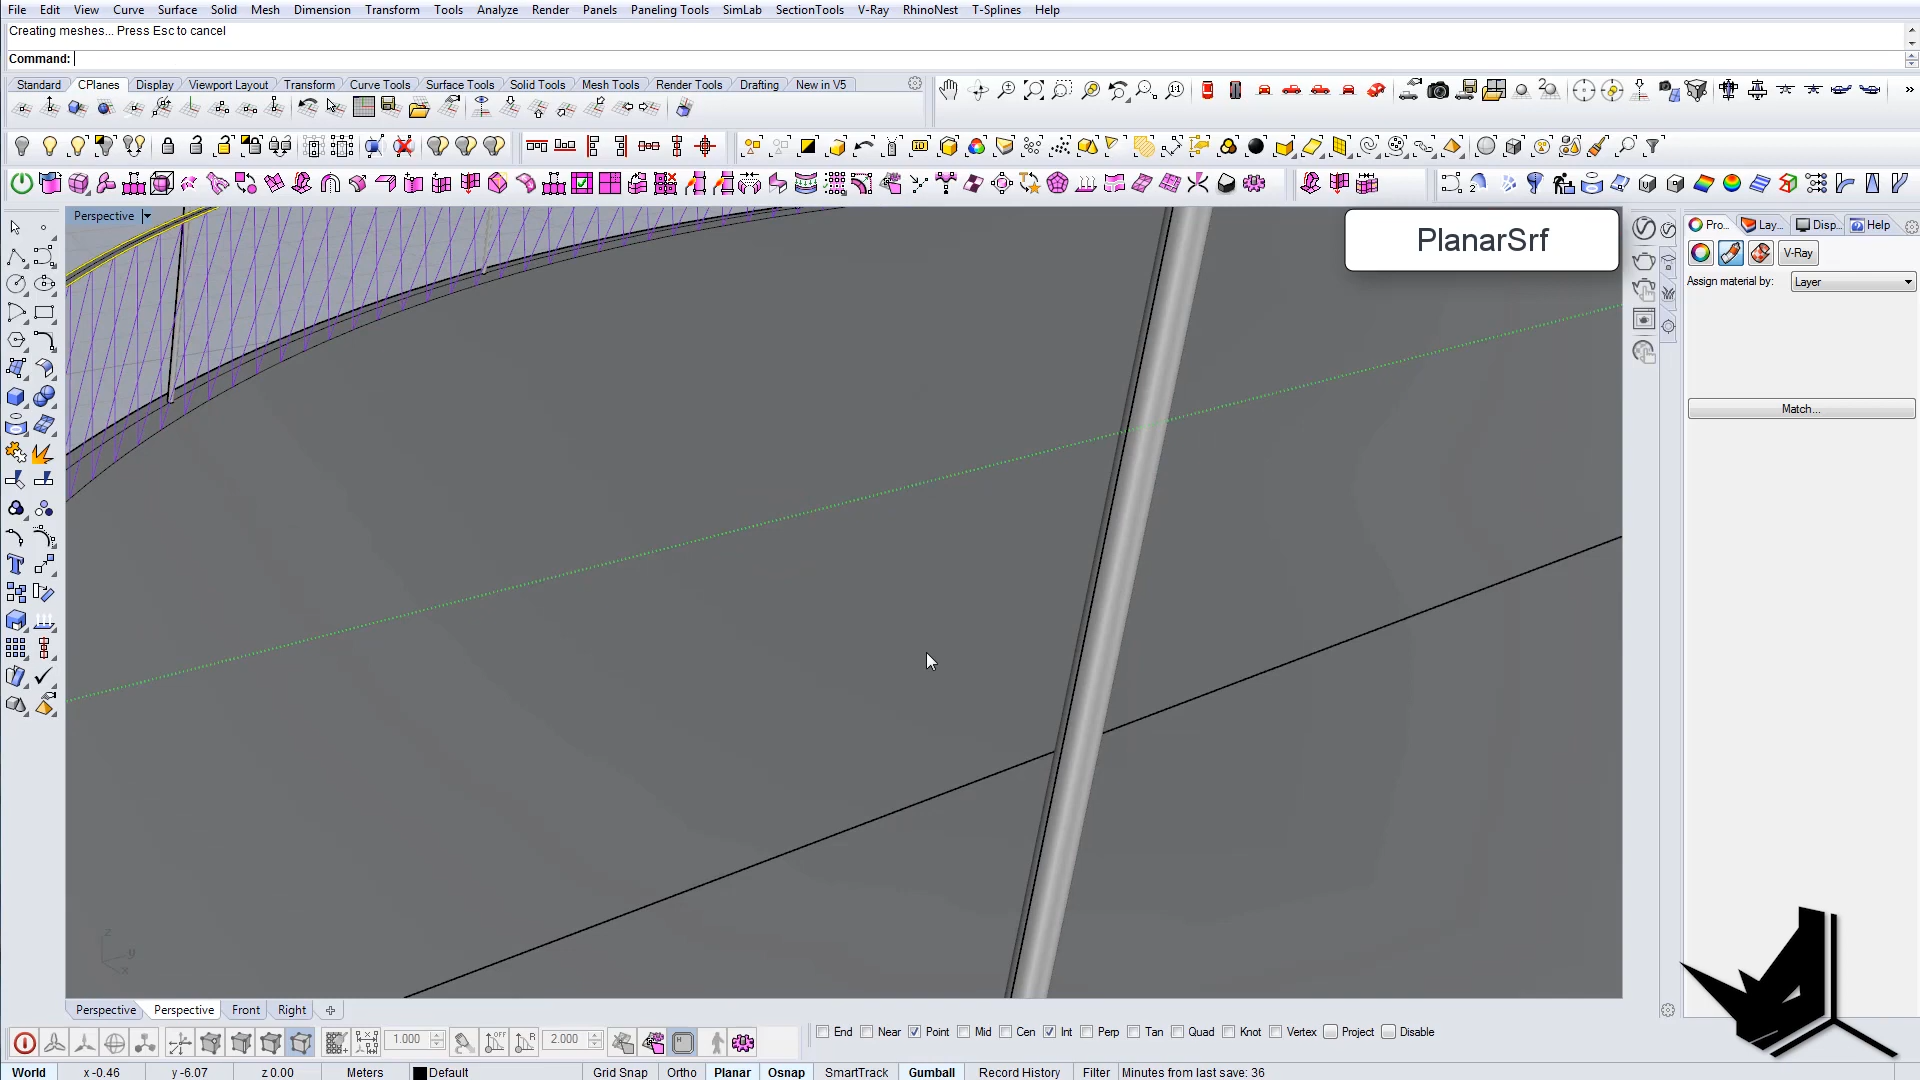 File Edit View Curve Surface Solid Mesh Dimension Transform Tools Analyze Render Panels Paneling Tools SimLab SectionTools V-Ray RhinoNest T-Splines Help
Creating meshes... Press Esc to cancel
Command:
Standard CPlanes Display Viewport Layout Transform Curve Tools Surface Tools Solid Tools Mesh Tools Render Tools Drafting New in V5
Perspective
PlanarSrf
Pro... Lay... Disp... Help
V-Ray
Assign material by: Layer
Match...
z
y
x
Perspective Perspective Front Right
1.000 2.000 End Near Point Mid Cen Int Perp Tan Quad Knot Vertex Project Disable
World x -0.46 y -6.07 z 0.00 Meters Default Grid Snap Ortho Planar Osnap SmartTrack Gumball Record History Filter Minutes from last save: 36